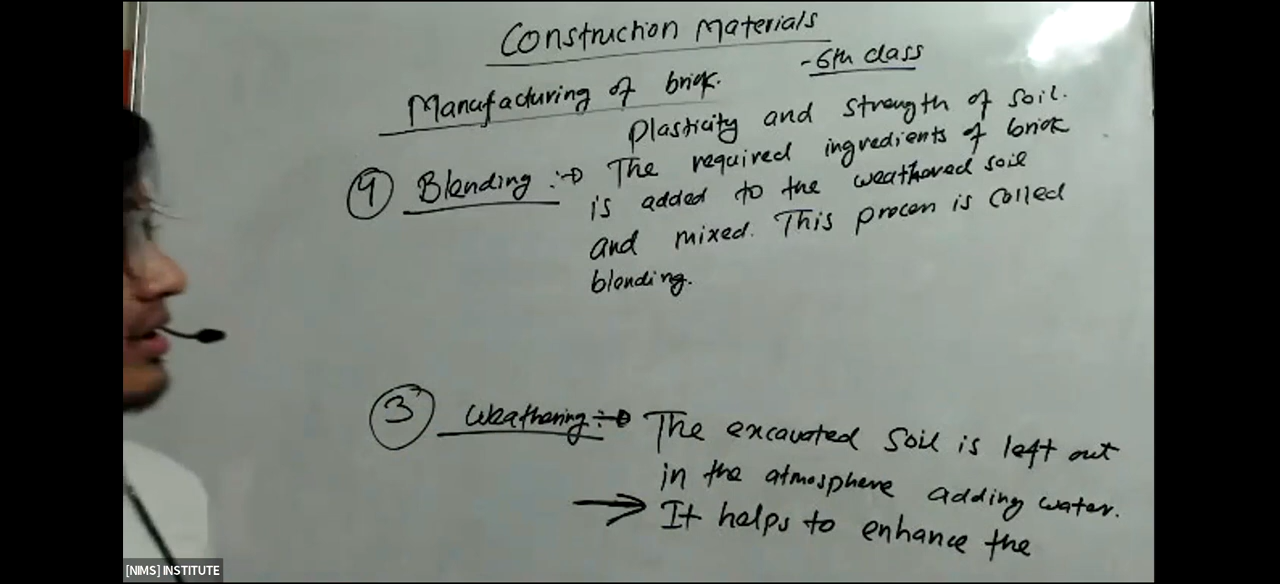 Construction Materials
- 6th class
Manufacturing of brick.
Plasticity and strength of soil.
④ Blending :→ The required ingredients of brick
is added to the weathered soil
and mixed. This process is called
blending.
③ Weathering :→ The excavated soil is left out
in the atmosphere adding water.
→ It helps to enhance the
[NIMS] INSTITUTE